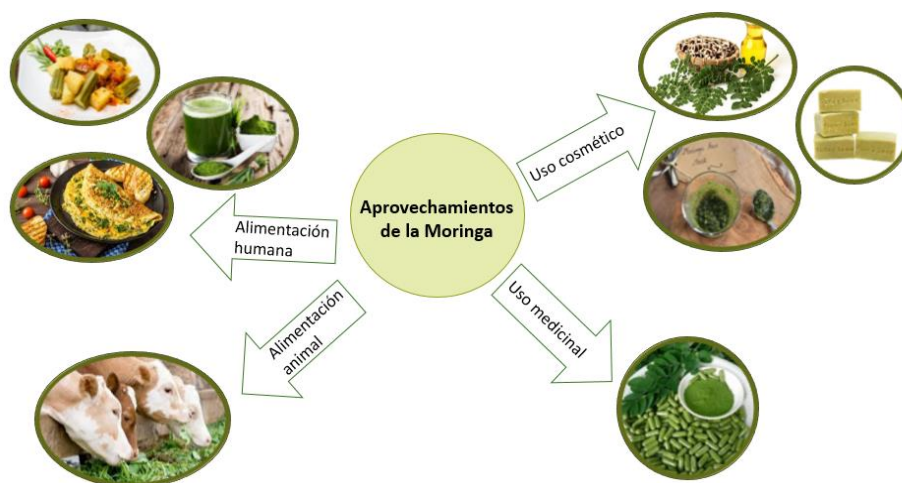 Aprovechamientos
de la Moringa
Uso cosmético
Alimentación
humana
Alimentación
animal
Uso medicinal